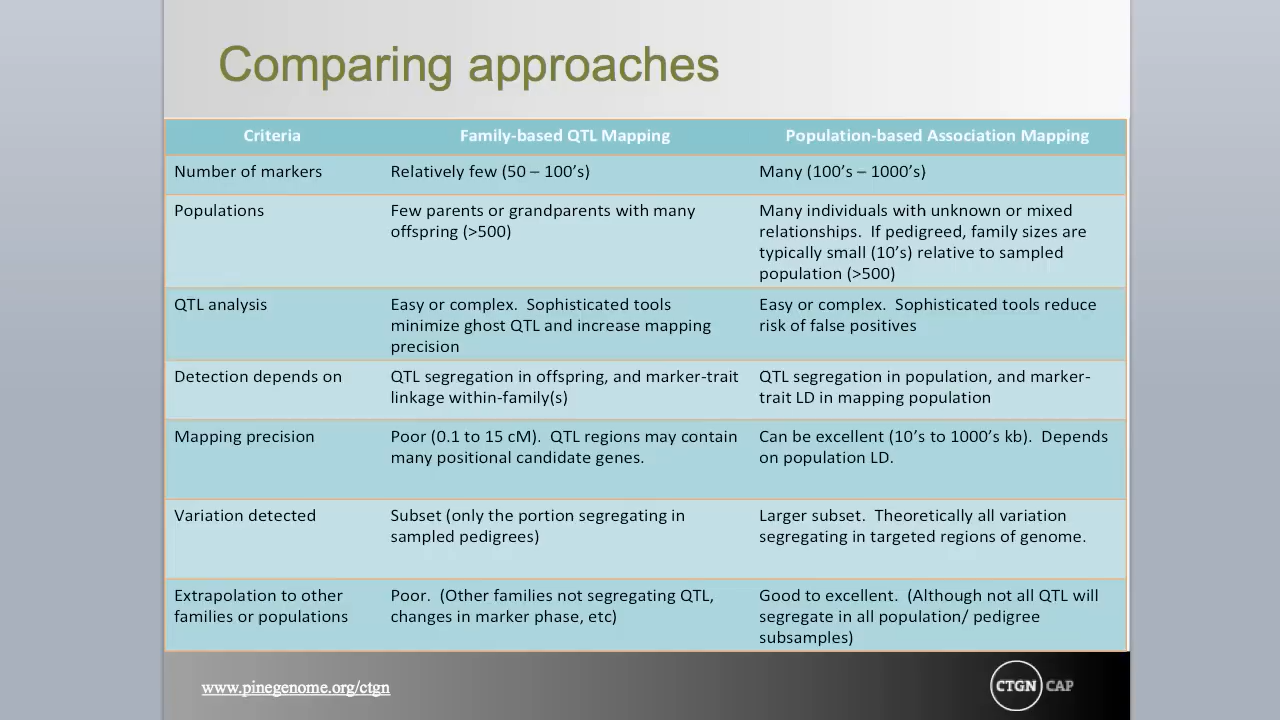 Comparing approaches
Criteria
Family-based QTL Mapping
Population-based Association Mapping
Number of markers
Relatively few (50 – 100’s)
Many (100’s – 1000’s)
Populations
Few parents or grandparents with many
offspring (>500)
Many individuals with unknown or mixed
relationships.  If pedigreed, family sizes are
typically small (10’s) relative to sampled
population (>500)
QTL analysis
Easy or complex.  Sophisticated tools
minimize ghost QTL and increase mapping
precision
Easy or complex.  Sophisticated tools reduce
risk of false positives
Detection depends on
QTL segregation in offspring, and marker-trait
linkage within-family(s)
QTL segregation in population, and marker-
trait LD in mapping population
Mapping precision
Poor (0.1 to 15 cM).  QTL regions may contain
many positional candidate genes.
Can be excellent (10’s to 1000’s kb).  Depends
on population LD.
Variation detected
Subset (only the portion segregating in
sampled pedigrees)
Larger subset.  Theoretically all variation
segregating in targeted regions of genome.
Extrapolation to other
families or populations
Poor.  (Other families not segregating QTL,
changes in marker phase, etc)
Good to excellent.  (Although not all QTL will
segregate in all population/ pedigree
subsamples)
www.pinegenome.org/ctgn
CTGN CAP